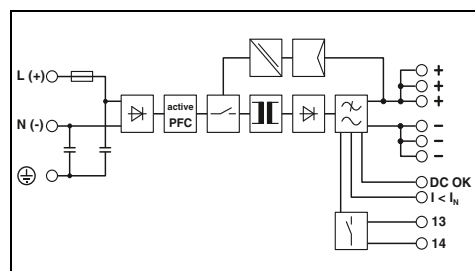 L (+)
N (-)
active
PFC
+
+
+
–
–
–
DC OK
I < IN
13
14